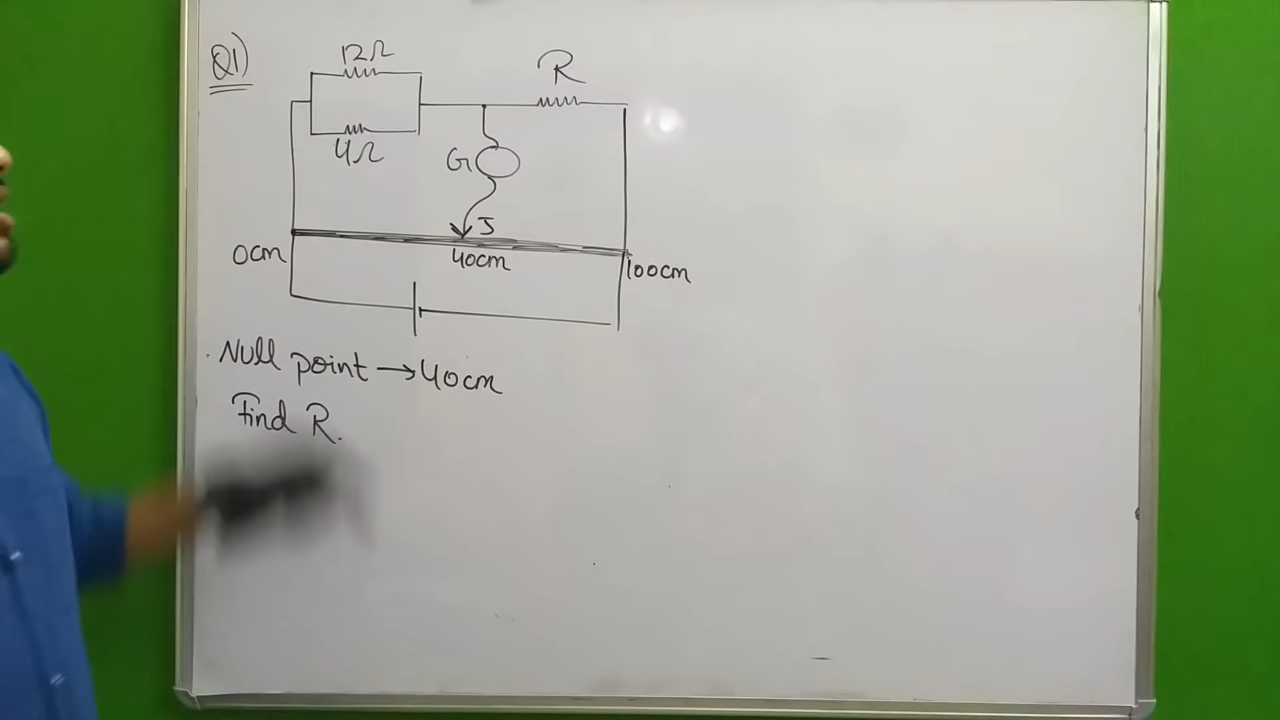 Q1)
12Ω
R
4Ω
G
J
0cm
40cm
100cm
Null point → 40cm
Find R.